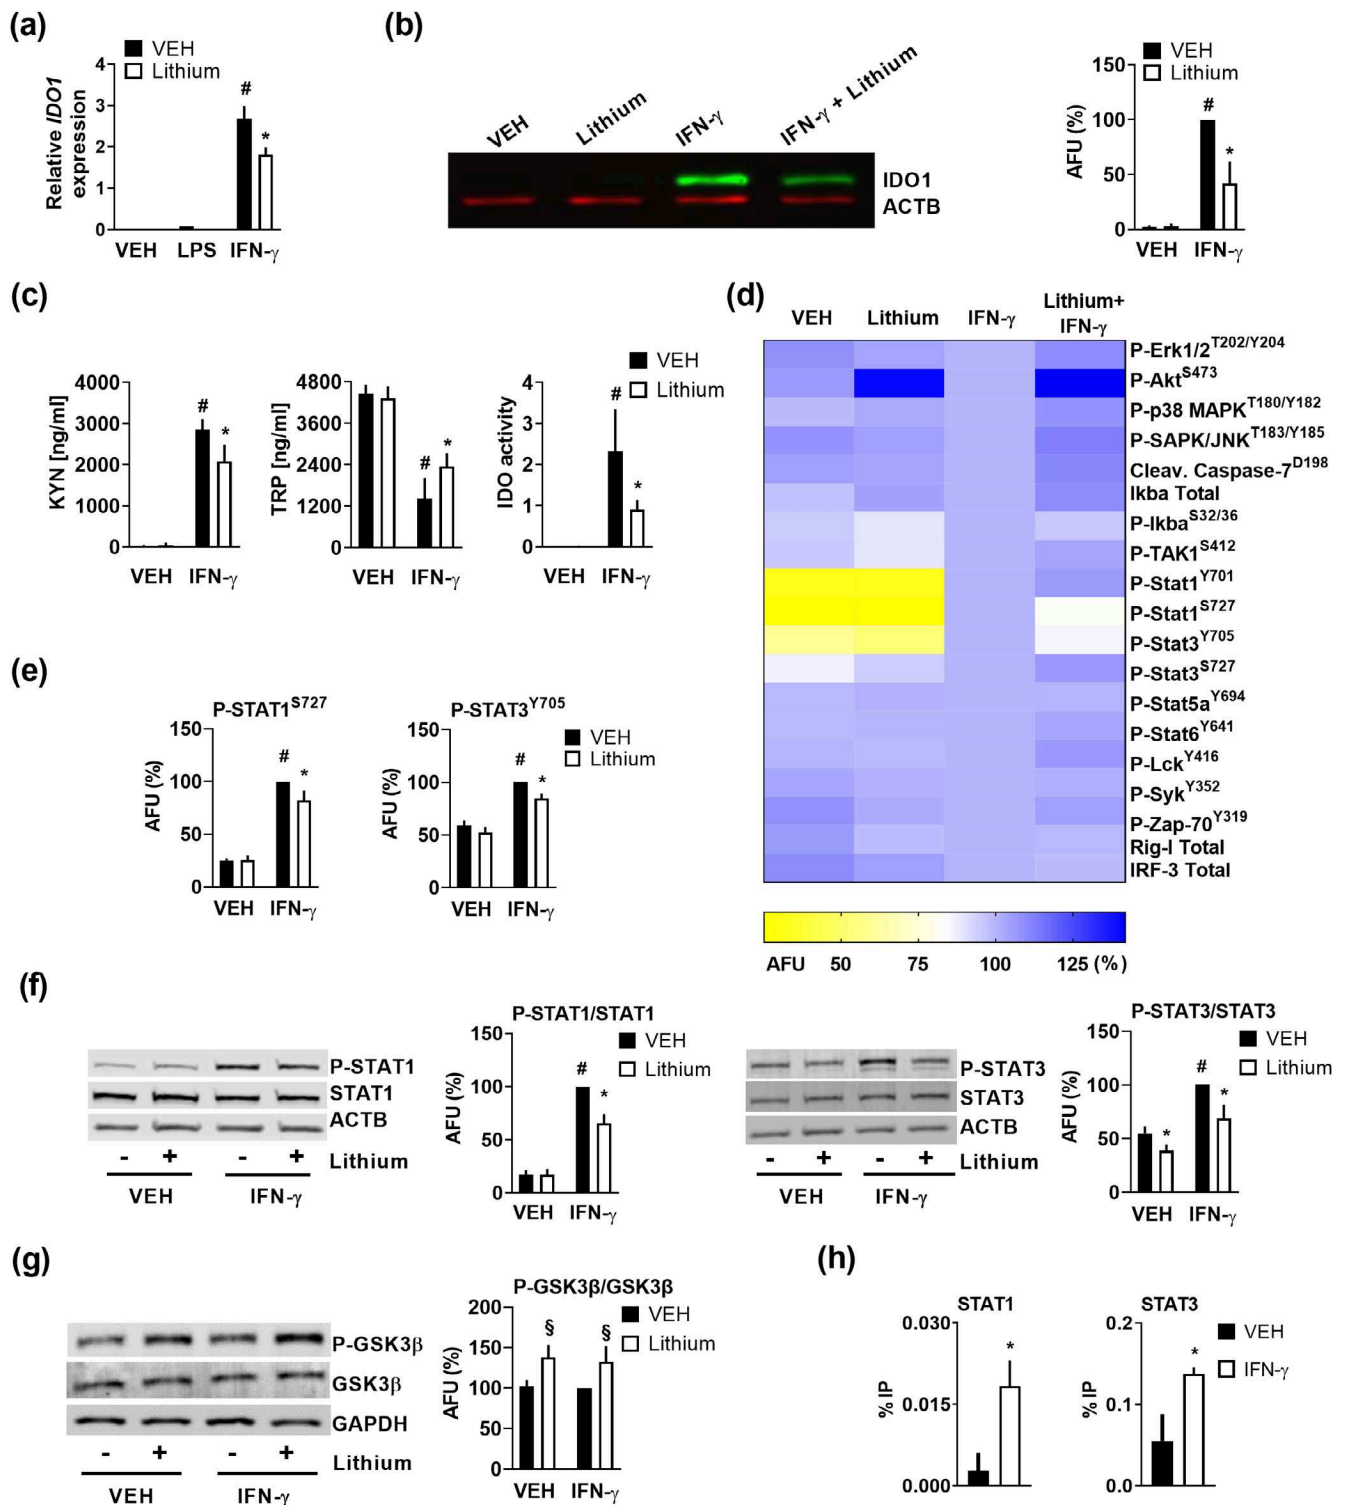 (a)
VEH
Lithium
Relative IDO1
expression
4
3
2
1
0
VEH LPS IFN-γ
#
*
(b)
VEH
Lithium
IFN-γ
IFN-γ + Lithium
IDO1
ACTB
VEH
Lithium
AFU (%)
150
100
50
0
#
*
VEH IFN-γ
(c)
KYN [ng/ml]
4000
3000
2000
1000
0
#
*
VEH IFN-γ
TRP [ng/ml]
4800
3600
2400
1200
0
#
*
VEH IFN-γ
VEH
Lithium
IDO activity
4
3
2
1
0
#
*
VEH IFN-γ
(d)
VEH Lithium IFN-γ Lithium+
IFN-γ
P-Erk1/2T202/Y204
P-AktS473
P-p38 MAPKT180/Y182
P-SAPK/JNKT183/Y185
Cleav. Caspase-7D198
Ikba Total
P-IkbaS32/36
P-TAK1S412
P-Stat1Y701
P-Stat1S727
P-Stat3Y705
P-Stat3S727
P-Stat5aY694
P-Stat6Y641
P-LckY416
P-SykY352
P-Zap-70Y319
Rig-I Total
IRF-3 Total
AFU 50 75 100 125 (%)
(e)
P-STAT1S727
AFU (%)
150
100
50
0
#
*
VEH IFN-γ
P-STAT3Y705
VEH
Lithium
AFU (%)
150
100
50
0
#
*
VEH IFN-γ
(f)
P-STAT1
STAT1
ACTB
- + - + Lithium
VEH IFN-γ
P-STAT1/STAT1
VEH
Lithium
AFU (%)
150
100
50
0
#
*
VEH IFN-γ
P-STAT3
STAT3
ACTB
- + - + Lithium
VEH IFN-γ
P-STAT3/STAT3
VEH
Lithium
AFU (%)
150
100
50
0
*
#
*
VEH IFN-γ
(g)
P-GSK3β
GSK3β
GAPDH
- + - + Lithium
VEH IFN-γ
P-GSK3β/GSK3β
VEH
Lithium
AFU (%)
200
150
100
50
0
§ §
VEH IFN-γ
(h)
STAT1
% IP
0.030
0.015
0.000
*
STAT3
% IP
0.2
0.1
0.0
*
VEH
IFN-γ